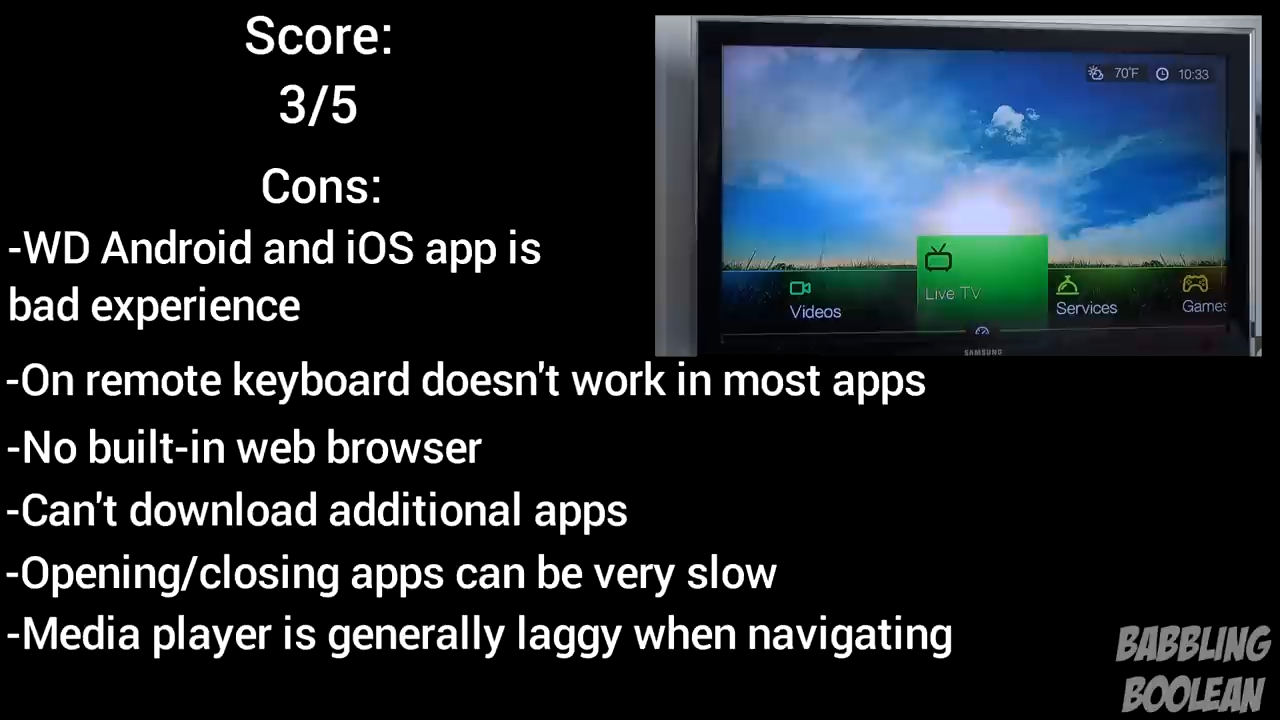 Score:
3/5
Cons:
-WD Android and iOS app is
bad experience
-On remote keyboard doesn't work in most apps
-No built-in web browser
-Can't download additional apps
-Opening/closing apps can be very slow
-Media player is generally laggy when navigating
70°F 10:33
Live TV
Videos
Services
Games
SAMSUNG
BABBLING
BOOLEAN